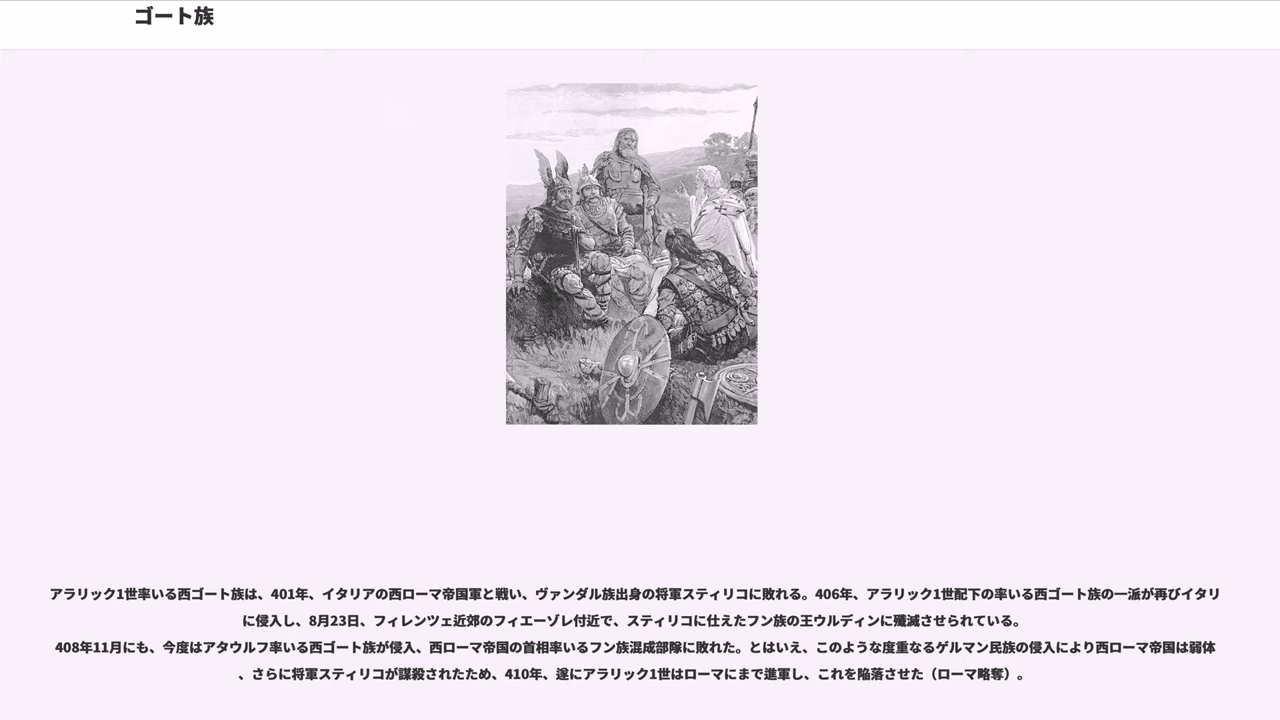 ゴート族
アラリック1世率いる西ゴート族は、401年、イタリアの西ローマ帝国軍と戦い、ヴァンダル族出身の将軍スティリコに敗れる。406年、アラリック1世配下の率いる西ゴート族の一派が再びイタリ
に侵入し、8月23日、フィレンツェ近郊のフィエーゾレ付近で、スティリコに仕えたフン族の王ウルディンに殲滅させられている。
408年11月にも、今度はアタウルフ率いる西ゴート族が侵入、西ローマ帝国の首相率いるフン族混成部隊に敗れた。とはいえ、このような度重なるゲルマン民族の侵入により西ローマ帝国は弱体
、さらに将軍スティリコが謀殺されたため、410年、遂にアラリック1世はローマにまで進軍し、これを陥落させた（ローマ略奪）。